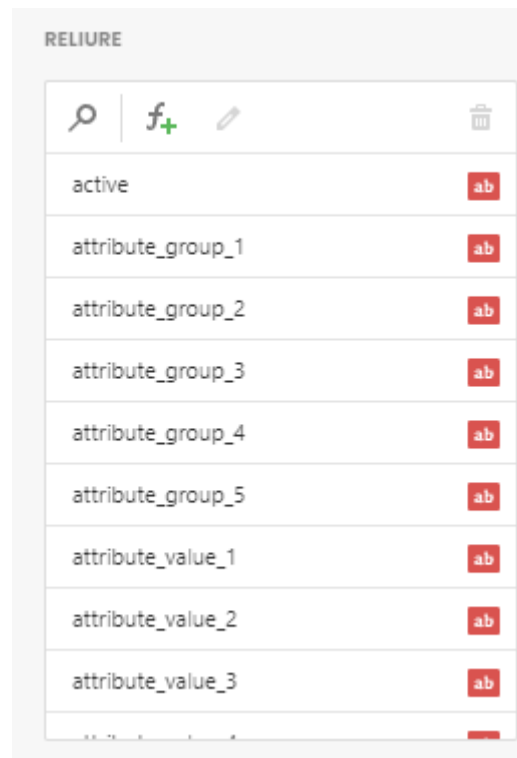 RELIURE
f+
active ab
attribute_group_1 ab
attribute_group_2 ab
attribute_group_3 ab
attribute_group_4 ab
attribute_group_5 ab
attribute_value_1 ab
attribute_value_2 ab
attribute_value_3 ab